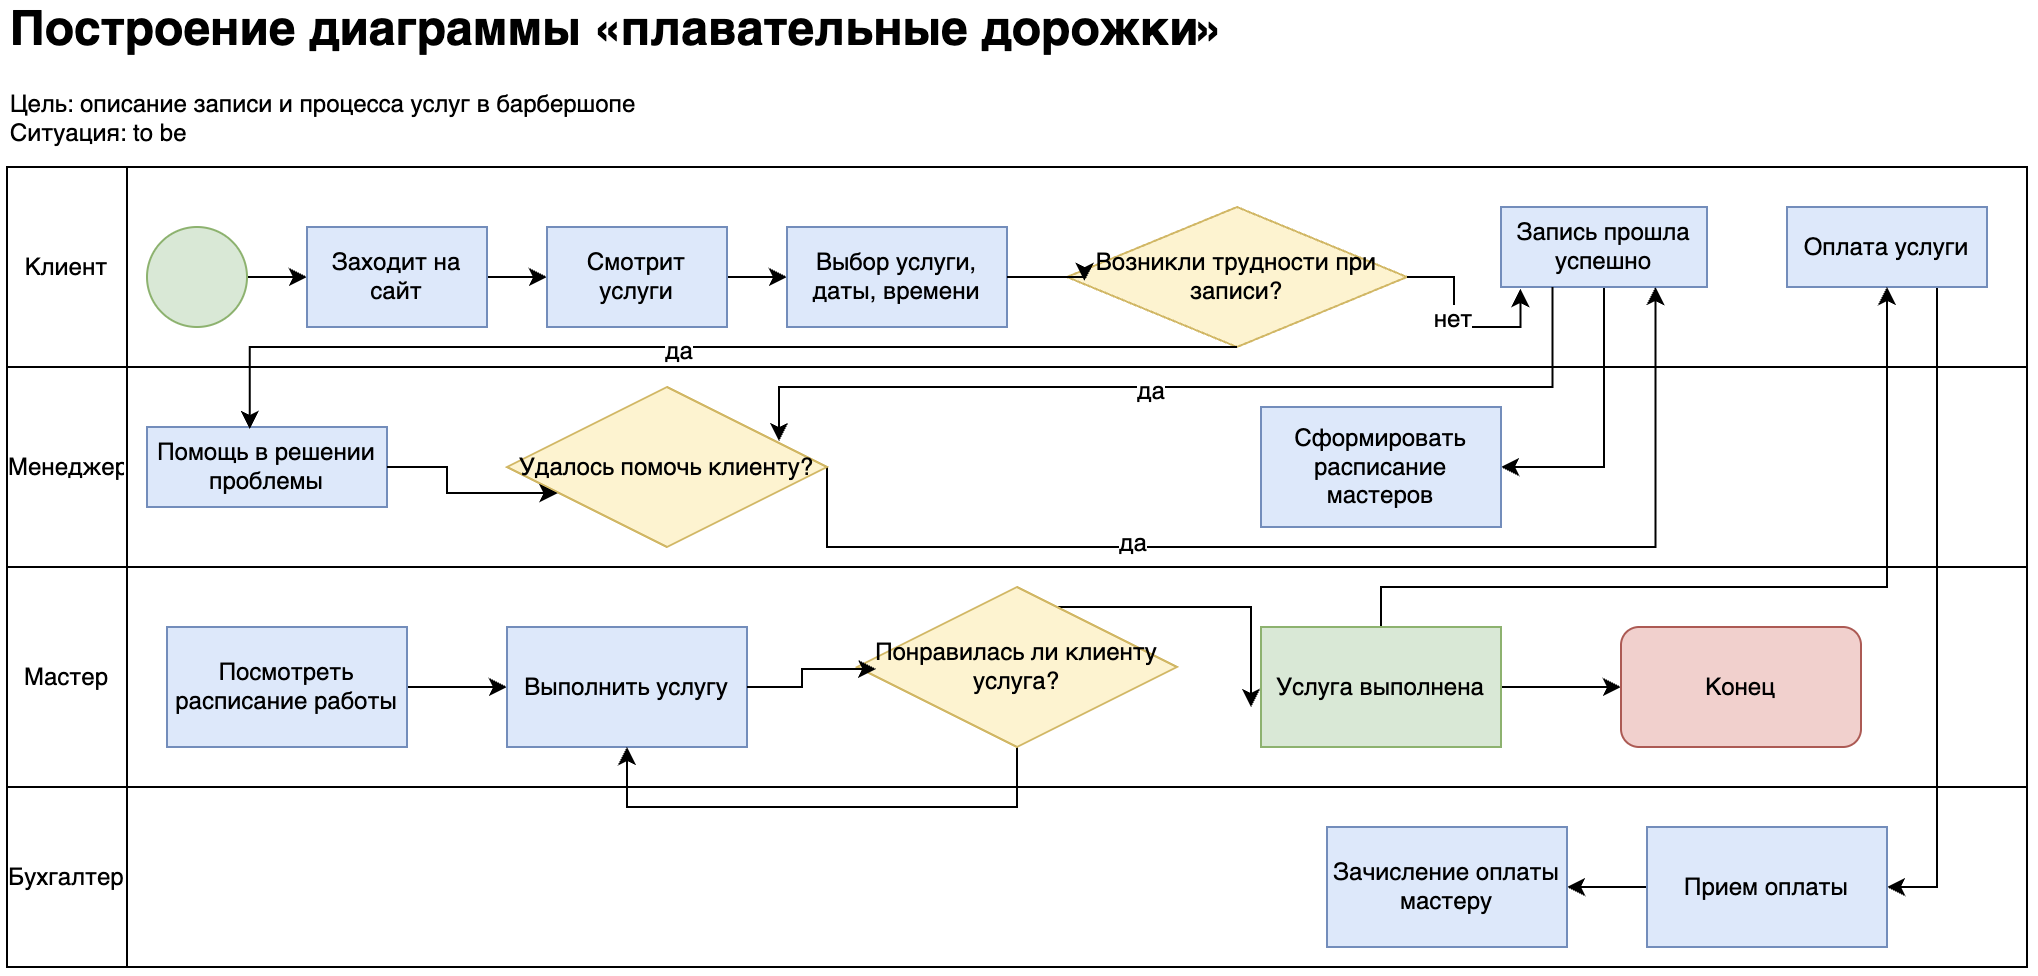 Построение диаграммы «плавательные дорожки»
Цель: описание записи и процесса услуг в барбершопе
Ситуация: to be
Клиент
Заходит на
сайт
Смотрит
услуги
Выбор услуги,
даты, времени
Возникли трудности при
записи?
нет
Запись прошла
успешно
Оплата услуги
да
Менеджер
Помощь в решении
проблемы
Удалось помочь клиенту?
да
Сформировать
расписание
мастеров
да
Мастер
Посмотреть
расписание работы
Выполнить услугу
Понравилась ли клиенту
услуга?
Услуга выполнена
Конец
Бухгалтер
Зачисление оплаты
мастеру
Прием оплаты